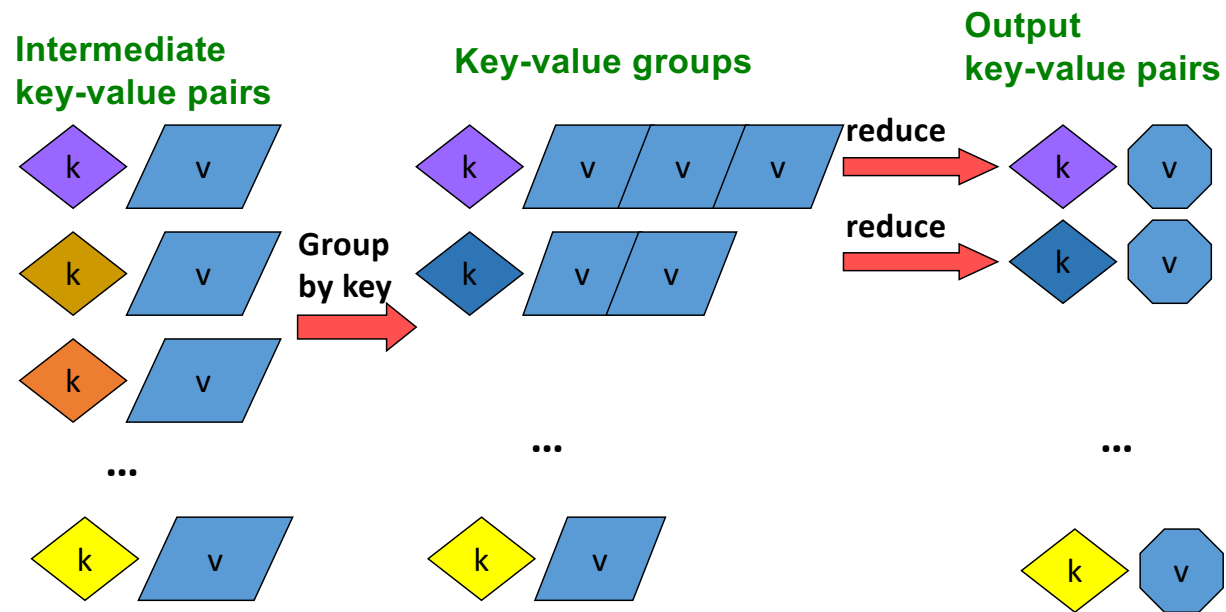 Intermediate
key-value pairs
Key-value groups
Output
key-value pairs
k v
k v v v
reduce
k v
k v
Group
by key
k v v
reduce
k v
k v
...
...
...
k v
k v
k v